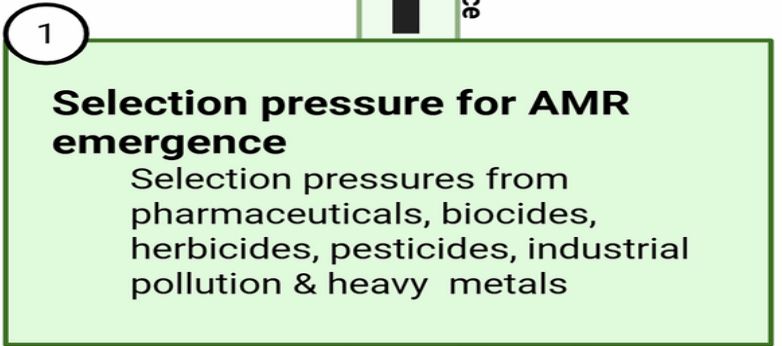 1
Selection pressure for AMR
emergence
Selection pressures from
pharmaceuticals, biocides,
herbicides, pesticides, industrial
pollution & heavy metals